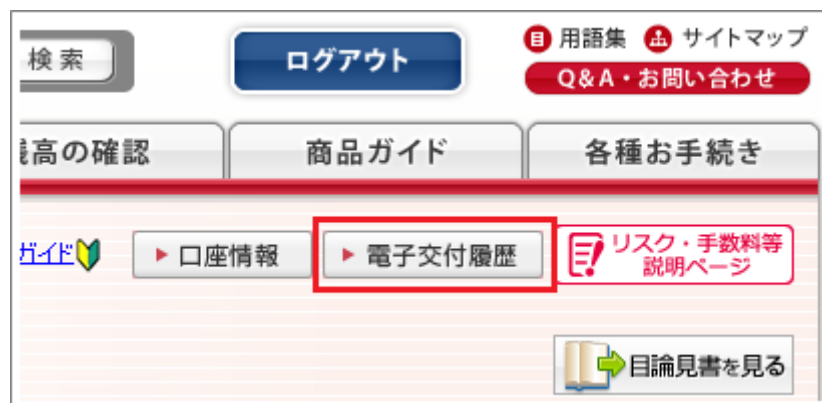 用語集 サイトマップ
検索 ログアウト
Q&A・お問い合わせ
高の確認 商品ガイド 各種お手続き
ガイド 口座情報 電子交付履歴 リスク・手数料等
説明ページ
目論見書を見る